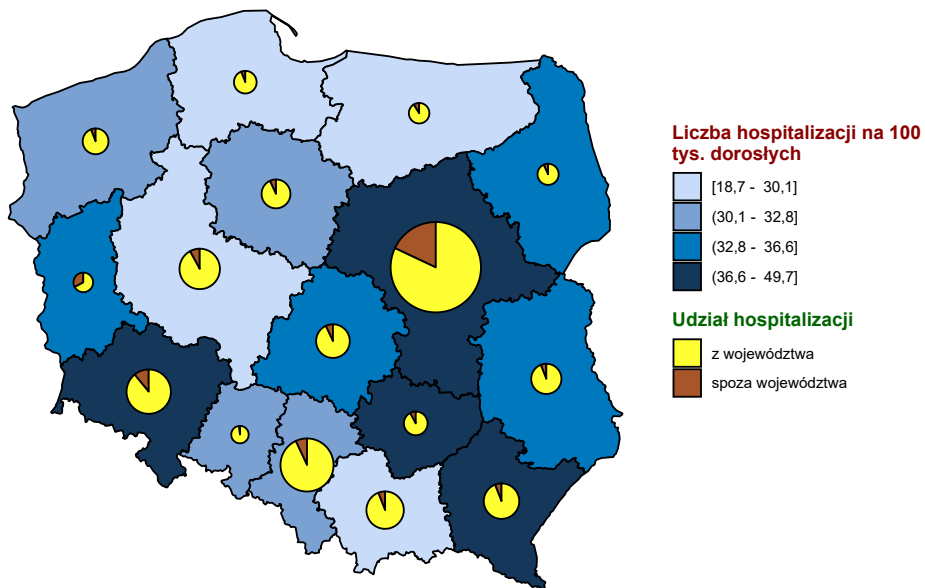 Liczba hospitalizacji na 100
tys. dorosłych
[18,7 - 30,1]
(30,1 - 32,8]
(32,8 - 36,6]
(36,6 - 49,7]
Udział hospitalizacji
z województwa
spoza województwa